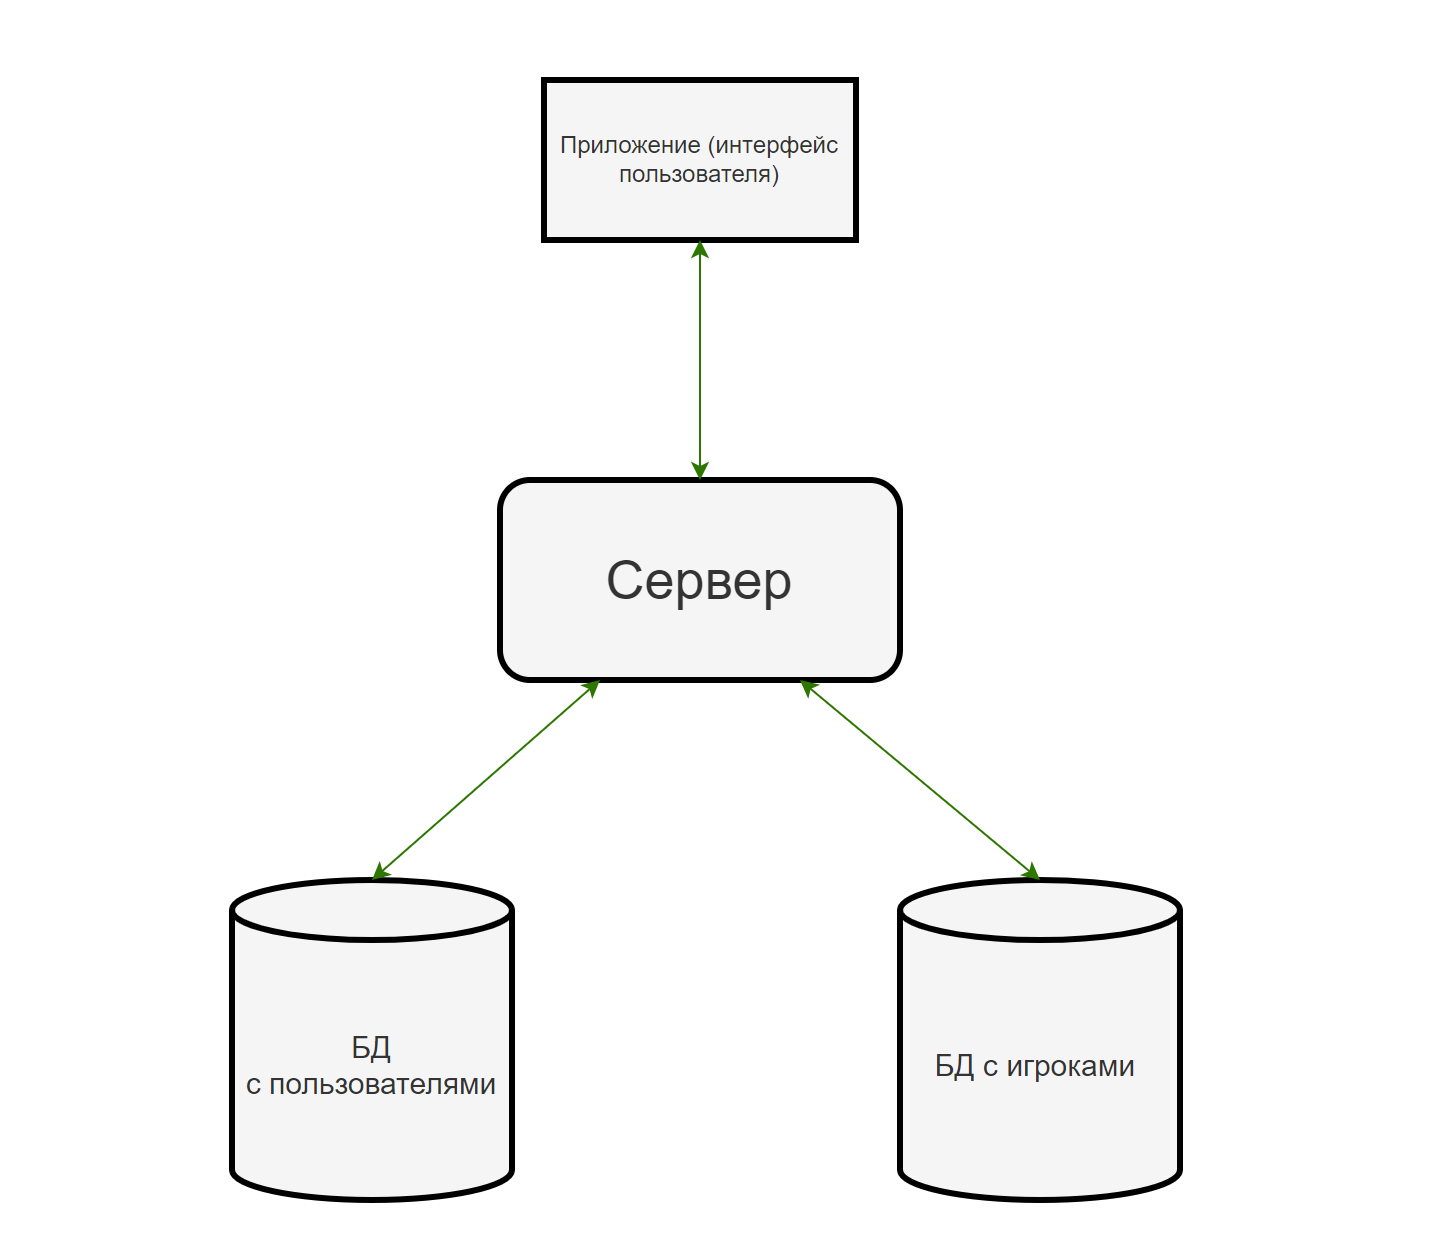 Приложение (интерфейс
пользователя)
Сервер
БД
с пользователями
БД с игроками